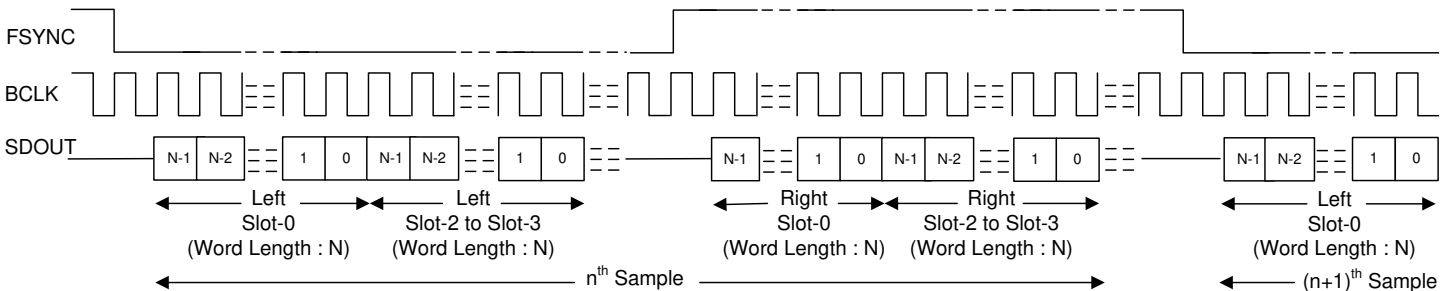 FSYNC
BCLK
SDOUT
N-1 N-2 1 0 N-1 N-2 1 0 N-1 1 0 N-1 N-2 1 0 N-1 N-2 1 0
Left Left Right Right Left
Slot-0 Slot-2 to Slot-3 Slot-0 Slot-2 to Slot-3 Slot-0
(Word Length : N) (Word Length : N) (Word Length : N) (Word Length : N) (Word Length : N)
nth Sample (n+1)th Sample